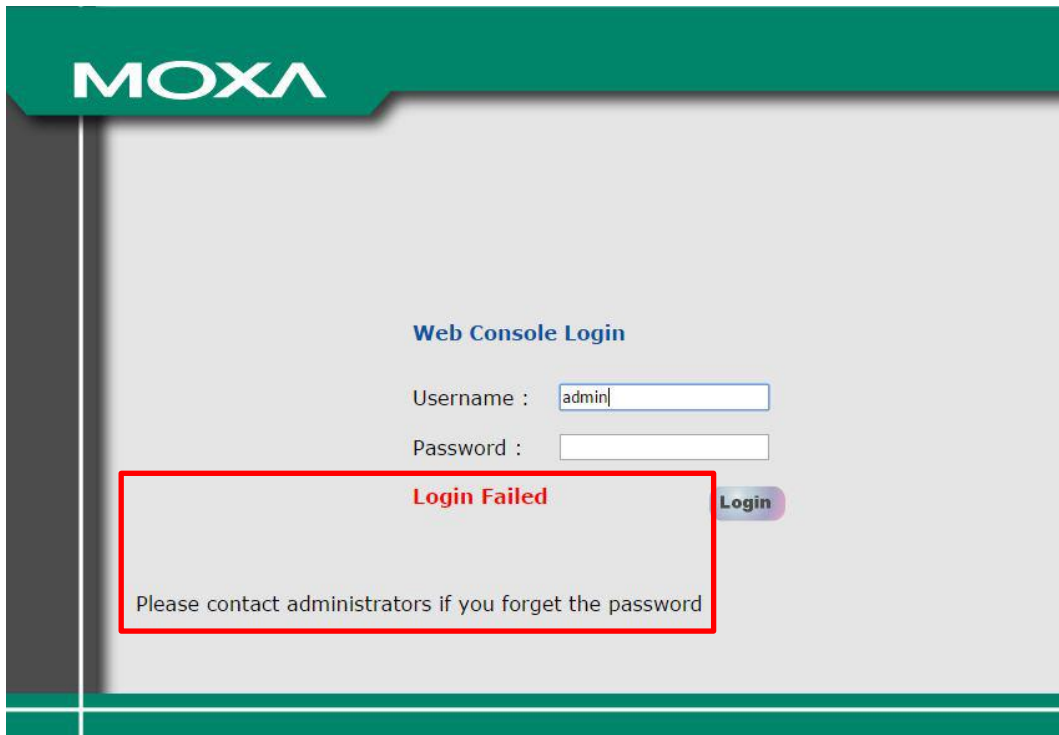 MOXA
Web Console Login
Username : admin
Password :
Login Failed
Login
Please contact administrators if you forget the password